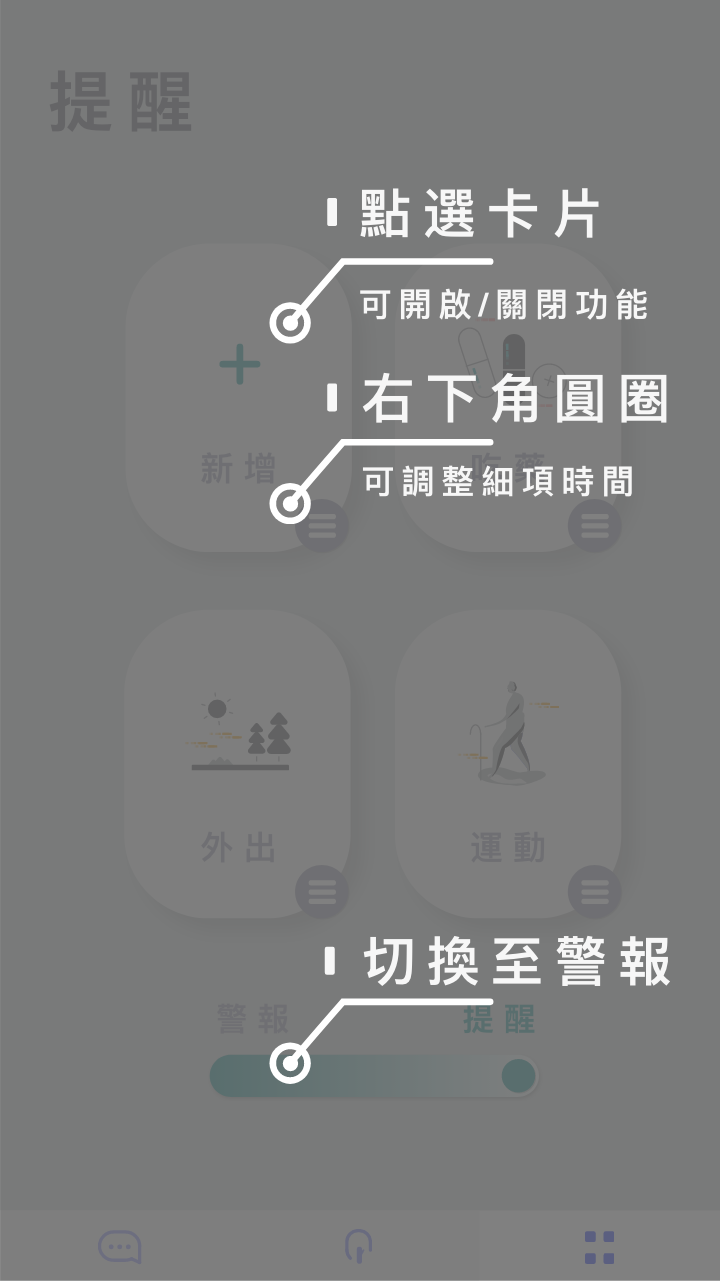 提醒
點選卡片
可開啟/關閉功能
右下角圓圈
新增
吃藥
可調整細項時間
外出
運動
切換至警報
警報
提醒